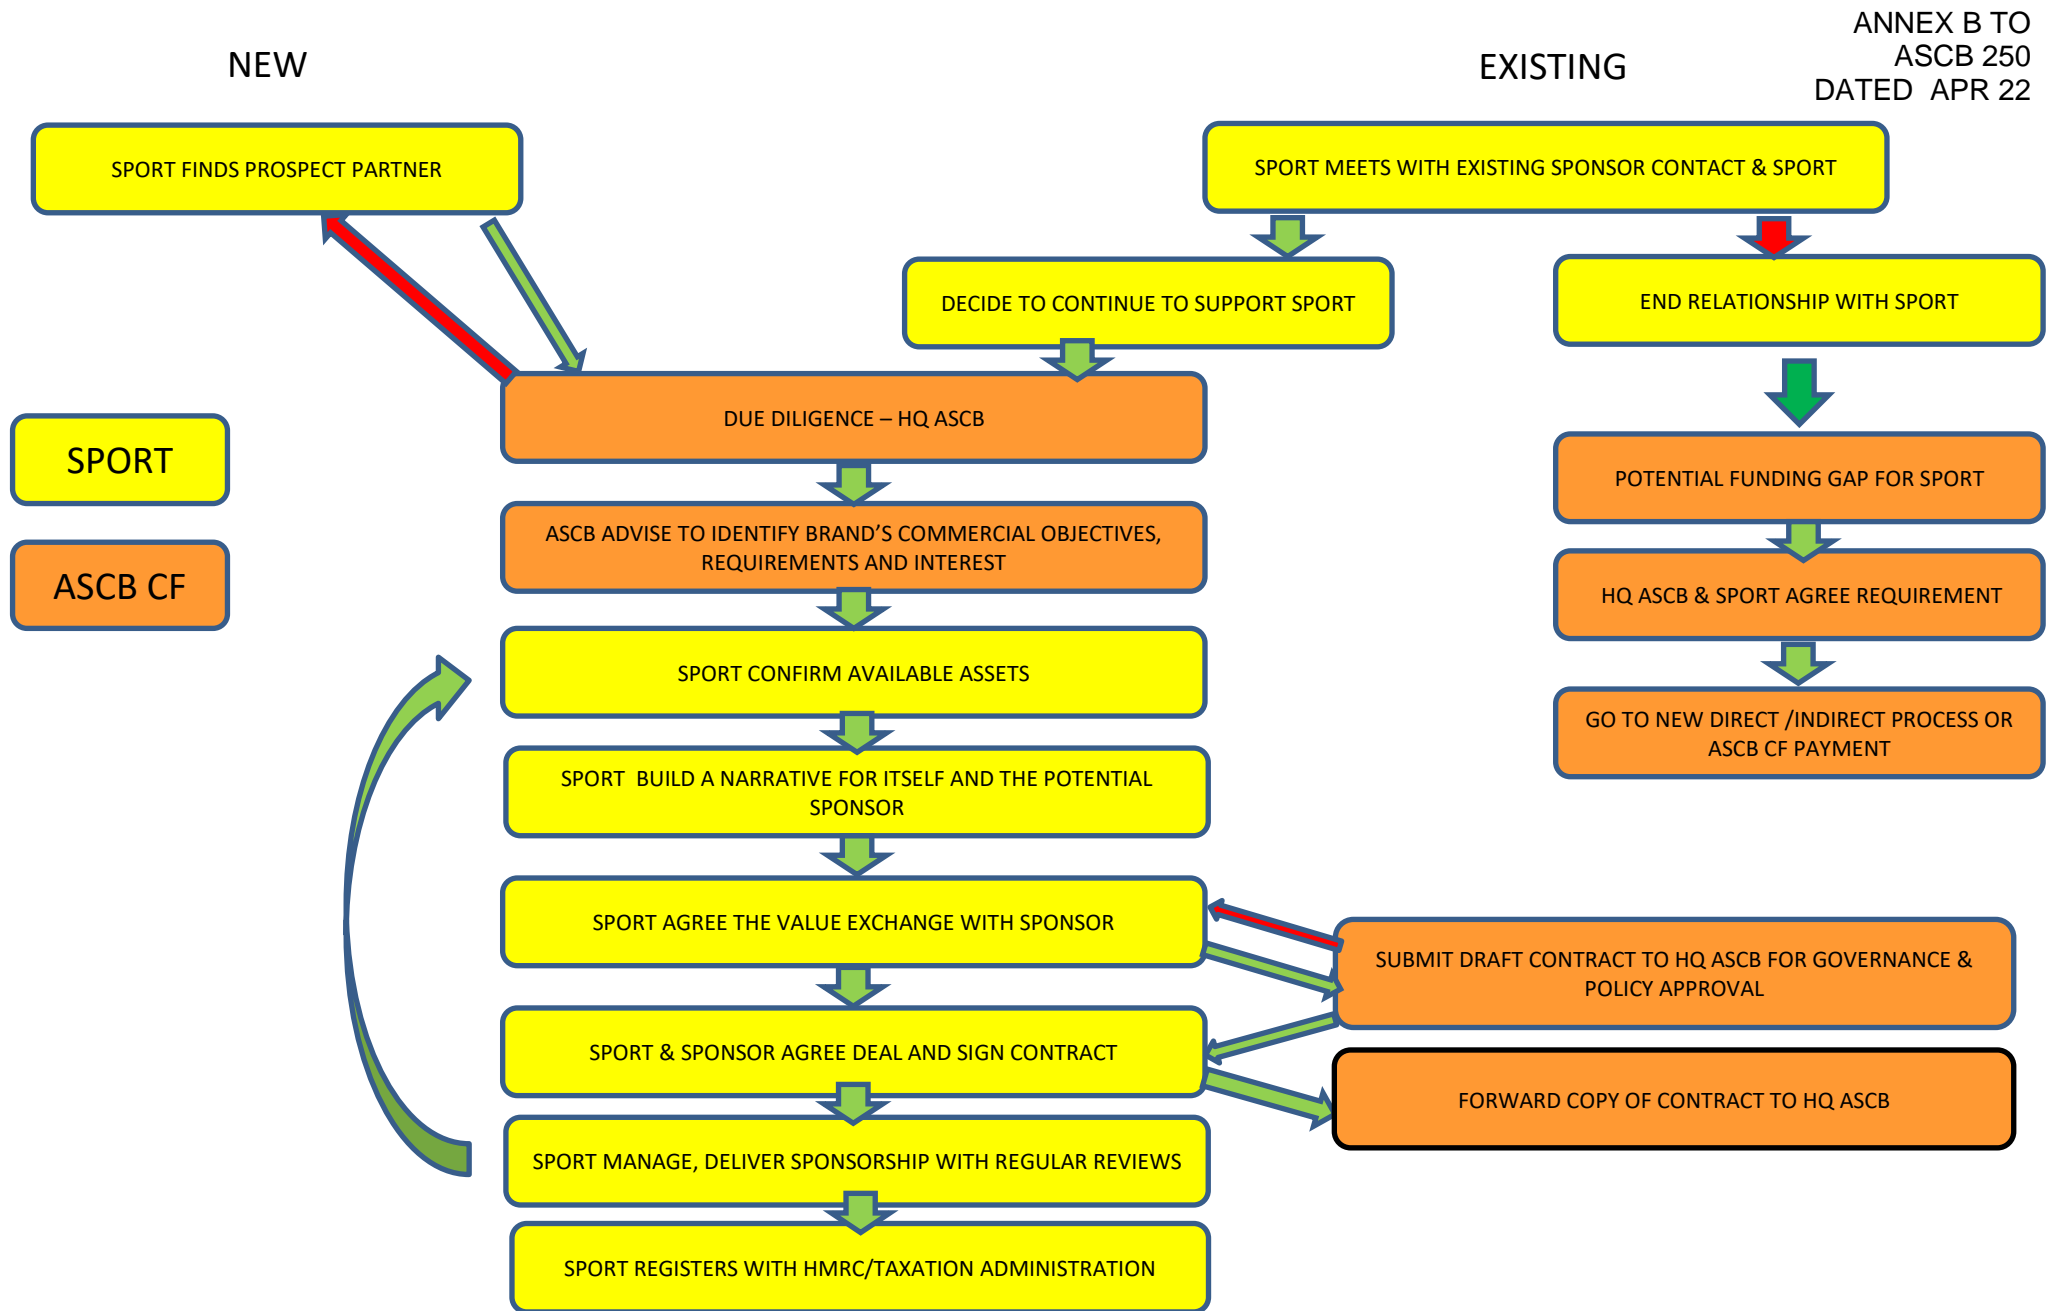 ANNEX B TO
ASCB 250
DATED APR 22
NEW
EXISTING
SPORT FINDS PROSPECT PARTNER
SPORT MEETS WITH EXISTING SPONSOR CONTACT & SPORT
DECIDE TO CONTINUE TO SUPPORT SPORT
END RELATIONSHIP WITH SPORT
DUE DILIGENCE – HQ ASCB
SPORT
ASCB CF
POTENTIAL FUNDING GAP FOR SPORT
ASCB ADVISE TO IDENTIFY BRAND’S COMMERCIAL OBJECTIVES,
REQUIREMENTS AND INTEREST
HQ ASCB & SPORT AGREE REQUIREMENT
SPORT CONFIRM AVAILABLE ASSETS
GO TO NEW DIRECT /INDIRECT PROCESS OR
ASCB CF PAYMENT
SPORT BUILD A NARRATIVE FOR ITSELF AND THE POTENTIAL
SPONSOR
SPORT AGREE THE VALUE EXCHANGE WITH SPONSOR
SUBMIT DRAFT CONTRACT TO HQ ASCB FOR GOVERNANCE &
POLICY APPROVAL
SPORT & SPONSOR AGREE DEAL AND SIGN CONTRACT
FORWARD COPY OF CONTRACT TO HQ ASCB
SPORT MANAGE, DELIVER SPONSORSHIP WITH REGULAR REVIEWS
SPORT REGISTERS WITH HMRC/TAXATION ADMINISTRATION